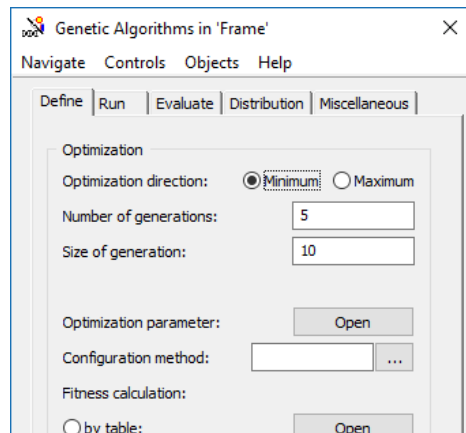 Genetic Algorithms in 'Frame'
Navigate Controls Objects Help
Define Run Evaluate Distribution Miscellaneous
Optimization
Optimization direction: Minimum Maximum
Number of generations: 5
Size of generation: 10
Optimization parameter: Open
Configuration method: ...
Fitness calculation:
by table: Open